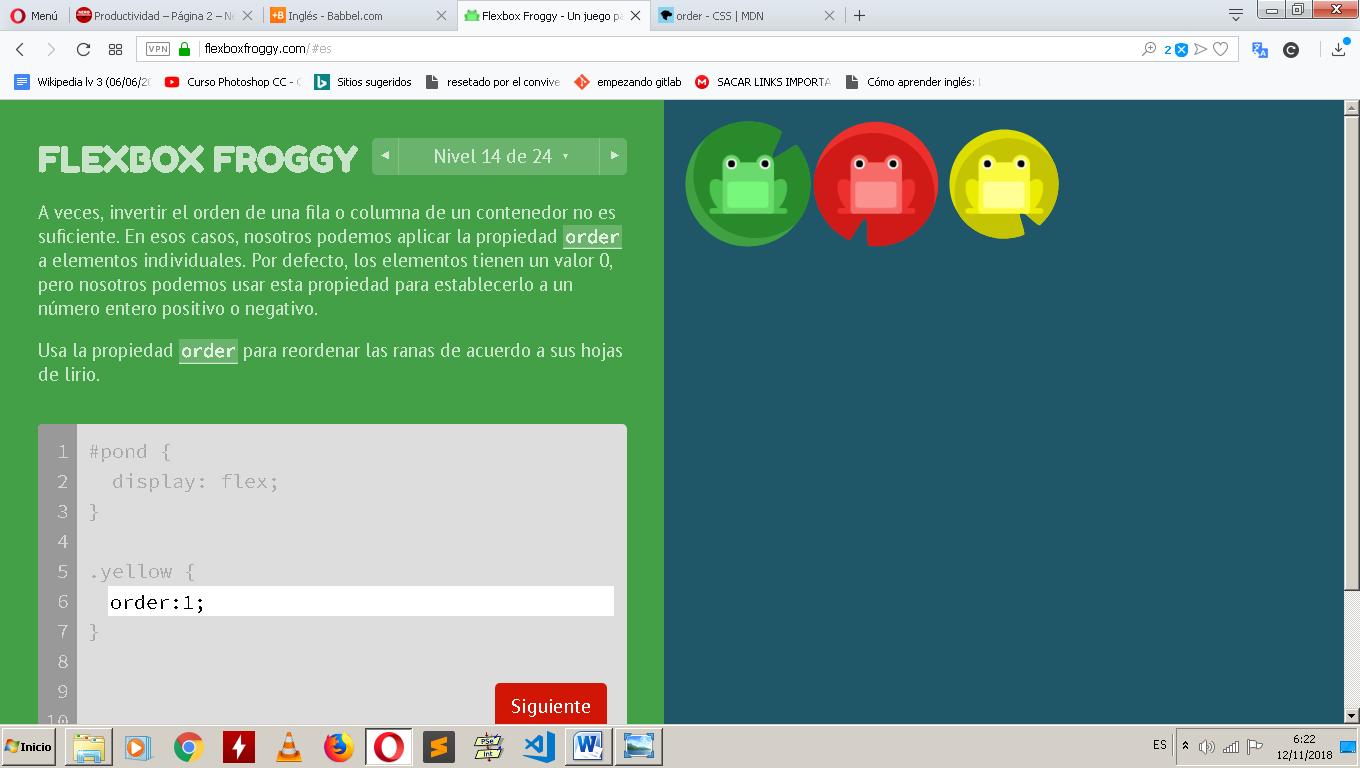 Menú
Productividad – Página 2 – Ne
Inglés - Babbel.com
Flexbox Froggy - Un juego pa
order - CSS | MDN
VPN
flexboxfroggy.com/#es
2
Wikipedia lv 3 (06/06/20
Curso Photoshop CC - C
Sitios sugeridos
resetado por el convive
empezando gitlab
SACAR LINKS IMPORTA
Cómo aprender inglés:
FLEXBOX FROGGY
Nivel 14 de 24
A veces, invertir el orden de una fila o columna de un contenedor no es
suficiente. En esos casos, nosotros podemos aplicar la propiedad order
a elementos individuales. Por defecto, los elementos tienen un valor 0,
pero nosotros podemos usar esta propiedad para establecerlo a un
número entero positivo o negativo.
Usa la propiedad order para reordenar las ranas de acuerdo a sus hojas
de lirio.
1 #pond {
2 display: flex;
3 }
4
5 .yellow {
6 order:1;
7 }
8
9
10
Siguiente
Inicio
ES
6:22
12/11/2018